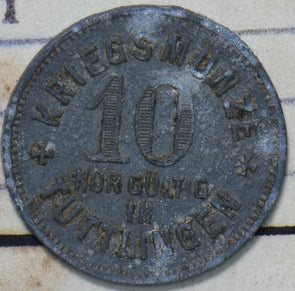 KRIEGSMÜNZE
10
NUR GÜLTIG
IN
TUTTLINGEN